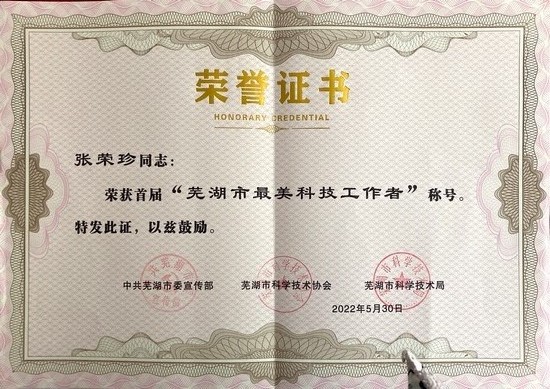 荣誉证书
HONORARY CREDENTIAL
张荣珍同志：
荣获首届“芜湖市最美科技工作者”称号。
特发此证，以兹鼓励。
中共芜湖市委宣传部 芜湖市科学技术协会 芜湖市科学技术局
2022年5月30日